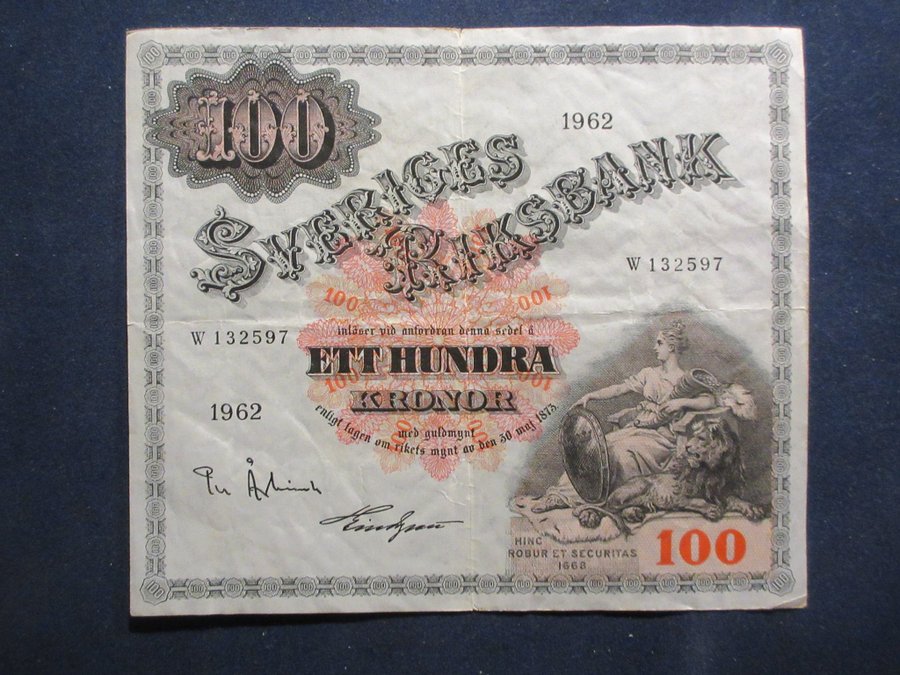 100
1962
SVERIGES
RIKSBANK
W 132597
100 100
inlöser vid anfordran denna sedel å
W 132597
ETT HUNDRA
100 100
KRONOR
1962
med guldmynt
enligt lagen om rikets mynt av den 30 maj 1873.
HINC
ROBUR ET SECURITAS
1668
100